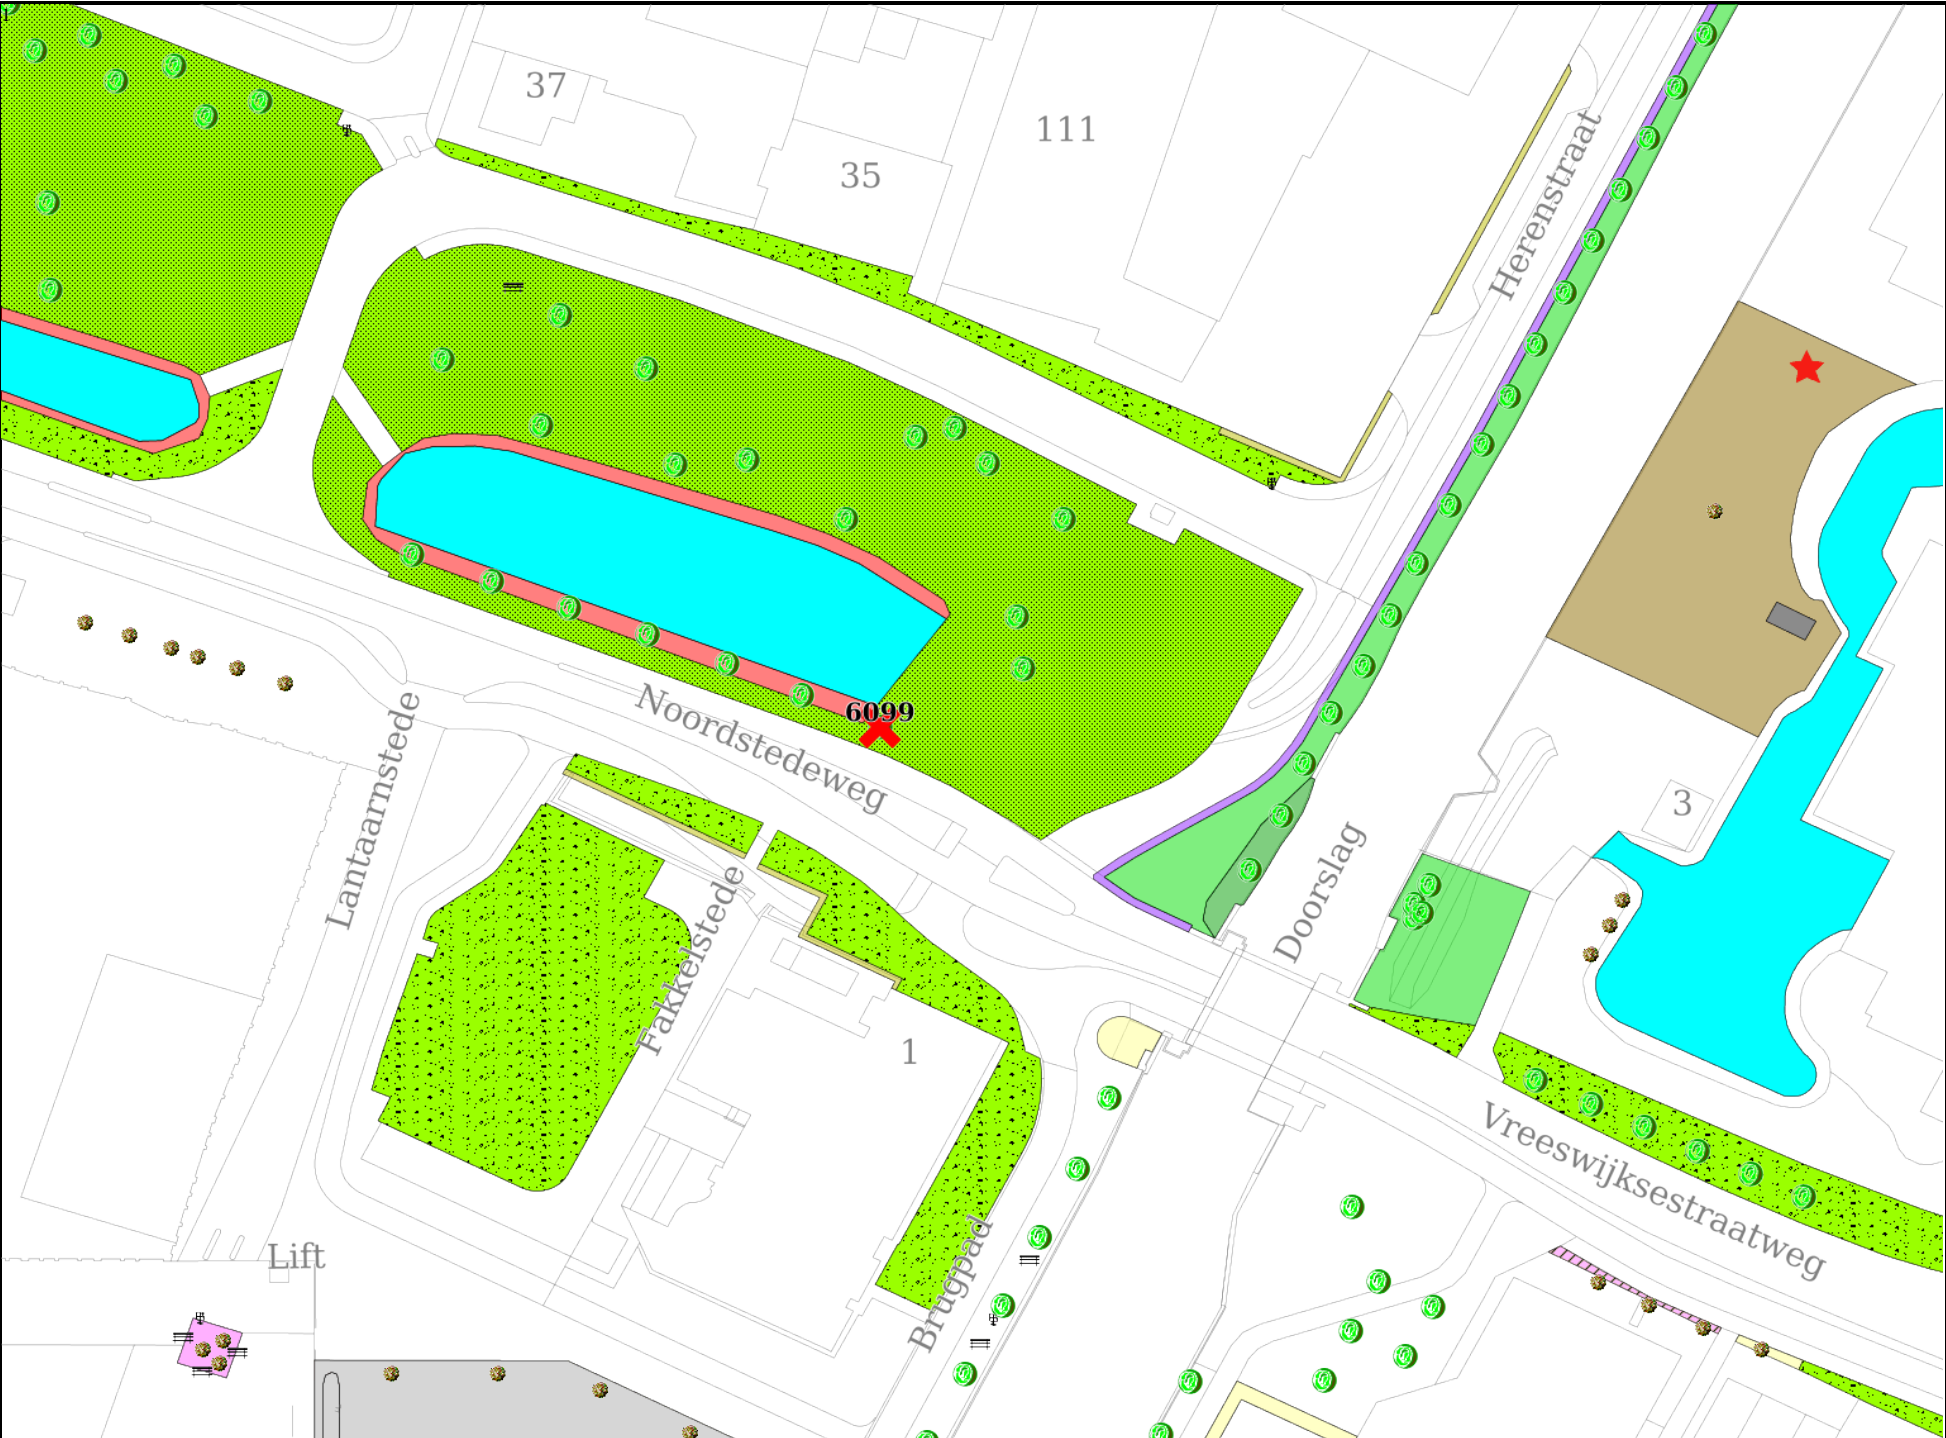 37
111
35
Herenstraat
6099
Noordstedeweg
Lantaarnstede
3
Doorslag
Fakkelstede
1
Vreeswijksestraatweg
Brugpad
Lift